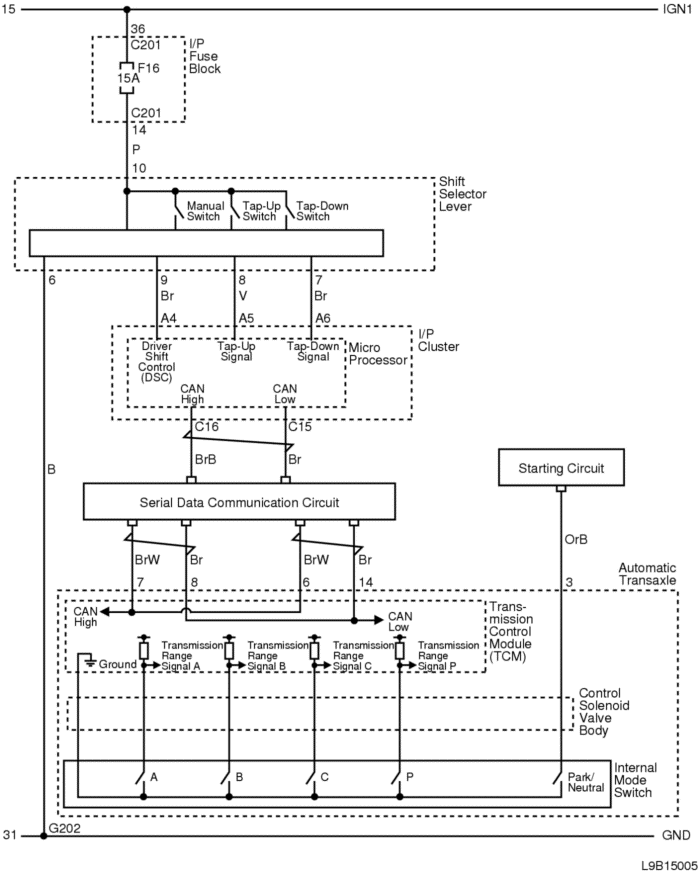 15
IGN1
36
C201
I/P
Fuse
Block
F16
15A
C201
14
P
10
Shift
Selector
Lever
Manual
Switch
Tap-Up
Switch
Tap-Down
Switch
6
9
8
7
Br
V
Br
A4
A5
A6
I/P
Cluster
Driver
Shift
Control
(DSC)
Tap-Up
Signal
Tap-Down
Signal
Micro
Processor
CAN
High
CAN
Low
C16
C15
BrB
Br
B
Starting Circuit
Serial Data Communication Circuit
OrB
BrW
Br
BrW
Br
7
8
6
14
3
Automatic
Transaxle
CAN
High
CAN
Low
Trans-
mission
Control
Module
(TCM)
Ground
Transmission
Range
Signal A
Transmission
Range
Signal B
Transmission
Range
Signal C
Transmission
Range
Signal P
Control
Solenoid
Valve
Body
A
B
C
P
Park/
Neutral
Internal
Mode
Switch
G202
31
GND
L9B15005